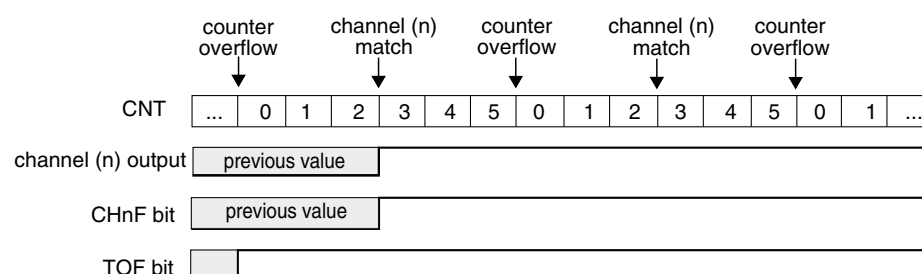 counter overflow
channel (n) match
counter overflow
channel (n) match
counter overflow
CNT ... 0 1 2 3 4 5 0 1 2 3 4 5 0 1 ...
channel (n) output previous value
CHnF bit previous value
TOF bit